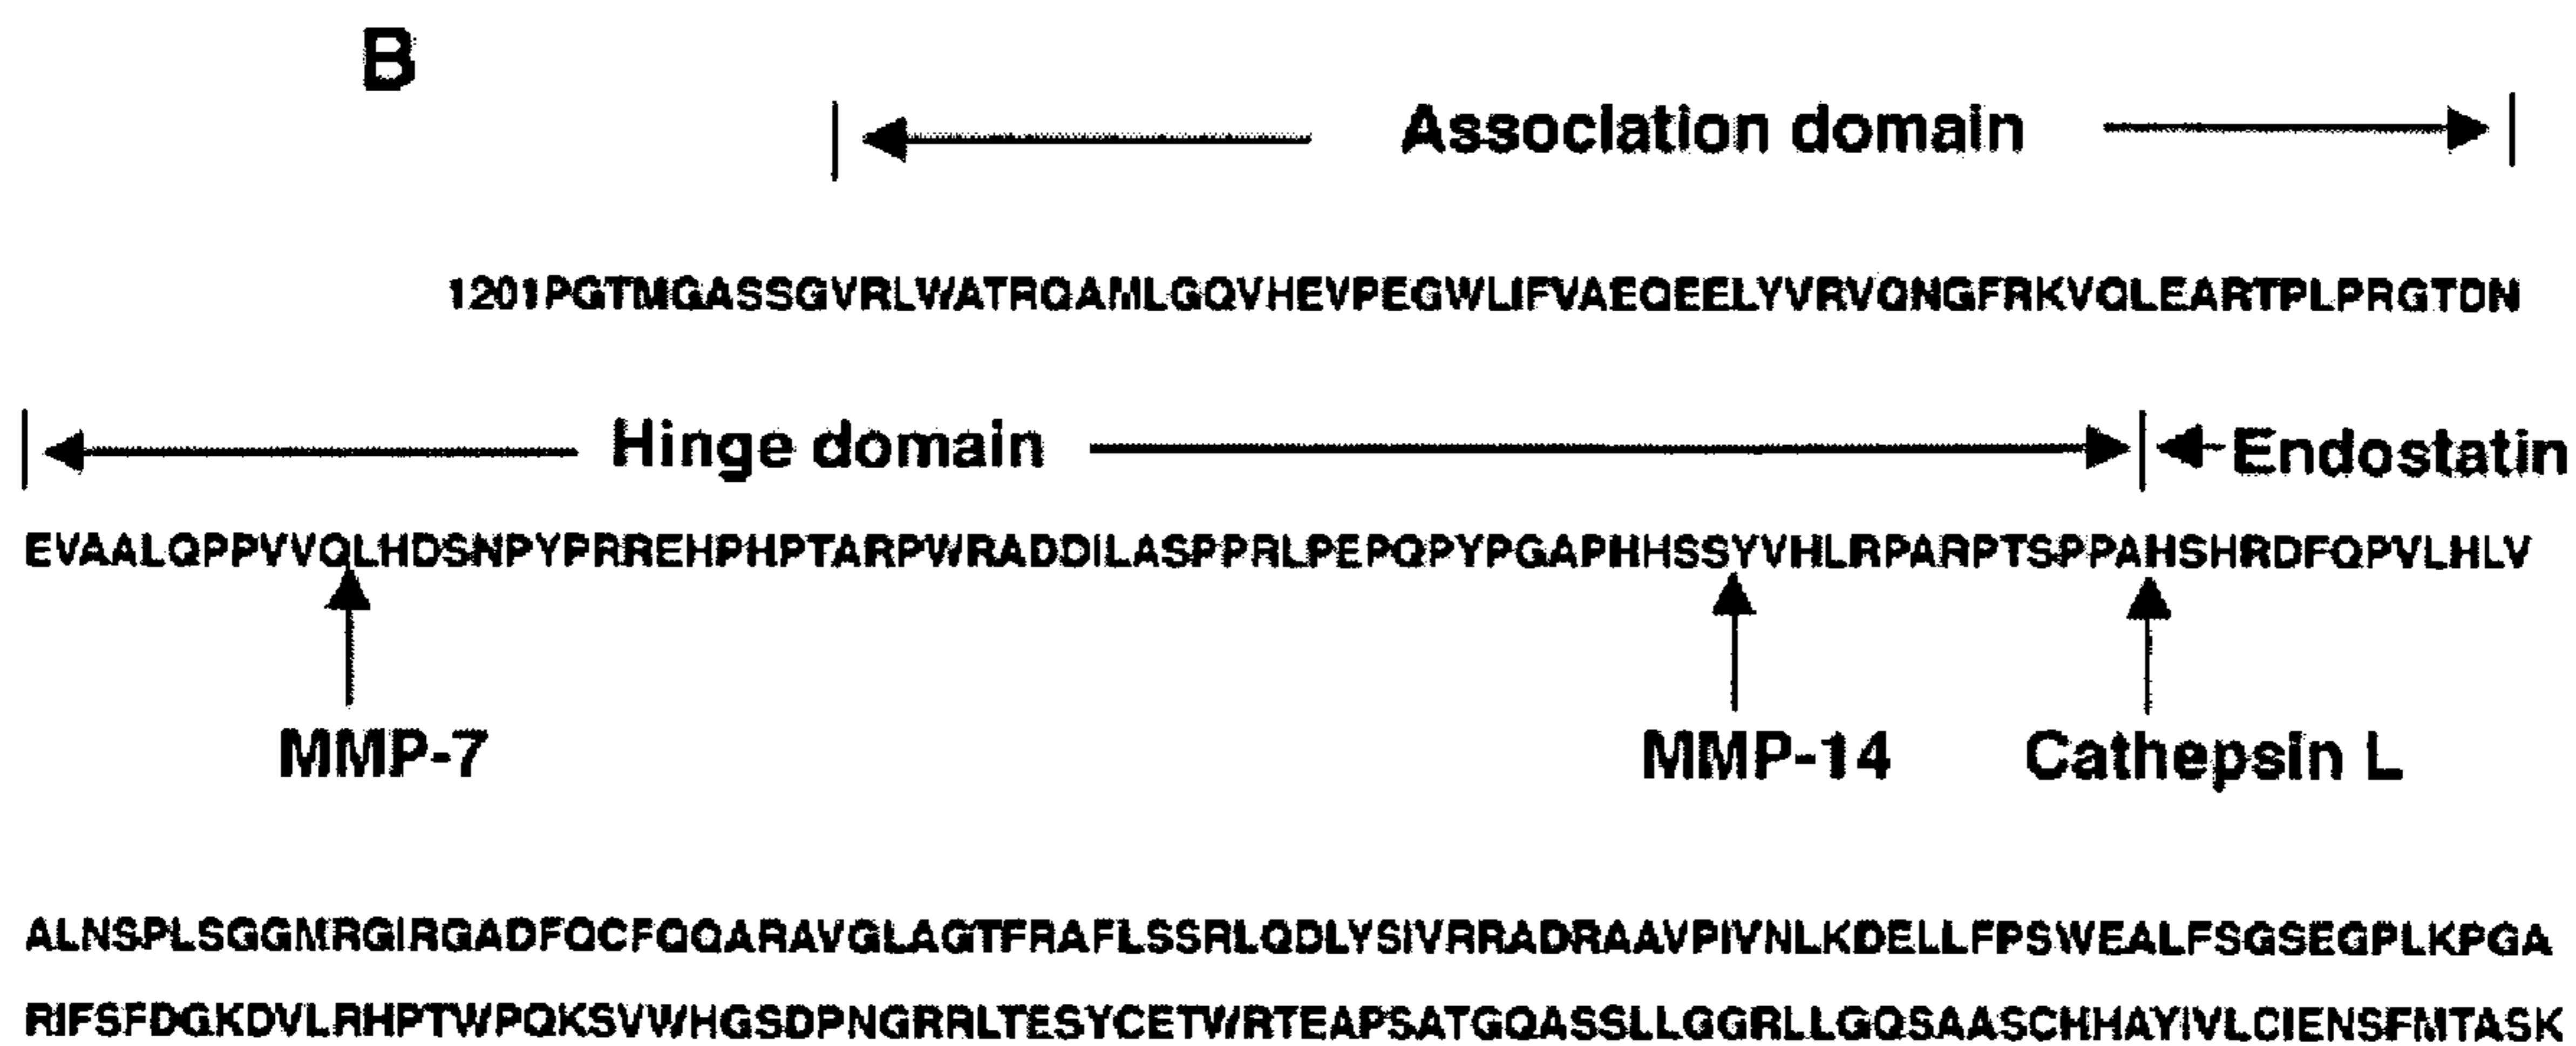 B
Association domain
1201PGTMGASSGVRLWATRQAMLGQVHEVPEGWLIFVAEQEELYVRVQNGFRKVQLEARTPLPRGTDN
Hinge domain Endostatin
EVAALQPPVVQLHDSNPYPRREHPHPTARPWRADDILASPPRLPEPQPYPGAPHHSSYVHLRPARPTSPPAHSHRDFQPVLHLV
MMP-7 MMP-14 Cathepsin L
ALNSPLSGGMRGIRGADFQCFQQARAVGLAGTFRAFLSSRLQDLYSIVRRADRAAVPIVNLKDELLFPSWEALFSGSEGPLKPGA
RIFSFDGKDVLRHPTWPQKSVWHGSDPNGRRLTESYCETWRTEAPSATGQASSLLGGRLLGQSAASCHHAYIVLCIENSFMTASK